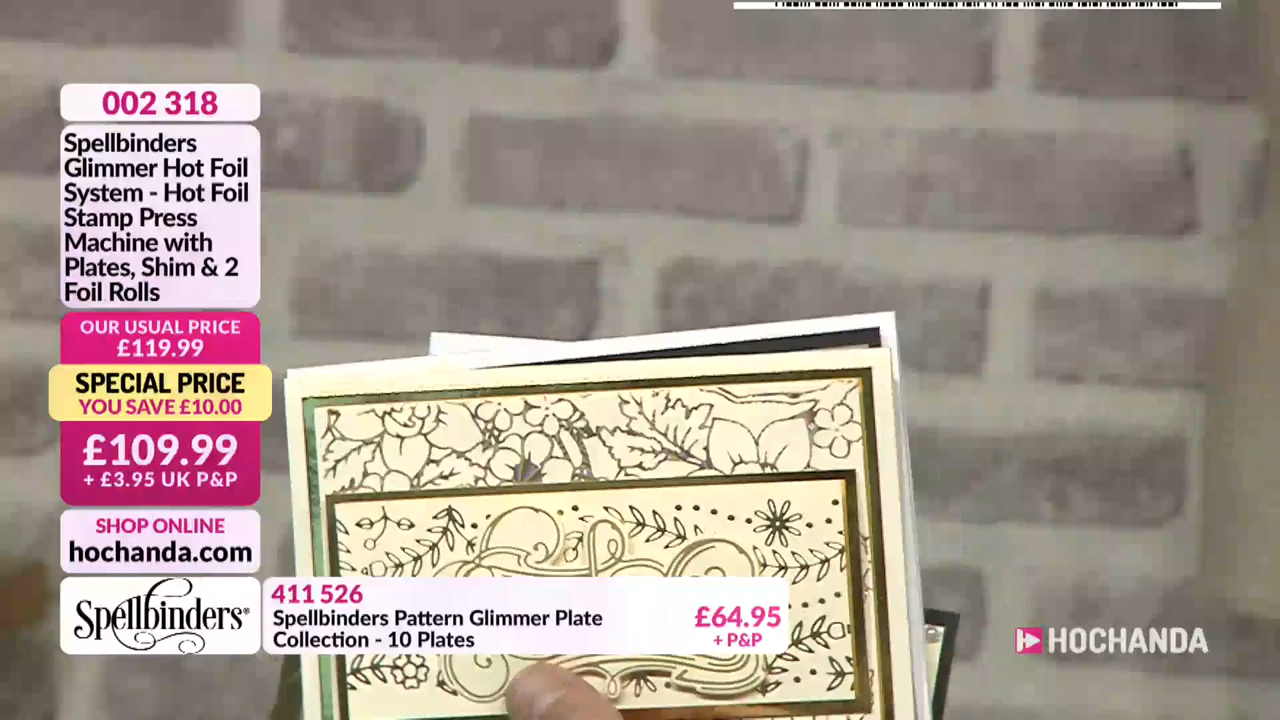 002 318
Spellbinders
Glimmer Hot Foil
System - Hot Foil
Stamp Press
Machine with
Plates, Shim & 2
Foil Rolls
OUR USUAL PRICE
£119.99
SPECIAL PRICE
YOU SAVE £10.00
£109.99
+ £3.95 UK P&P
SHOP ONLINE
hochanda.com
Spellbinders®
411 526
Spellbinders Pattern Glimmer Plate
Collection - 10 Plates
£64.95
+ P&P
HOCHANDA